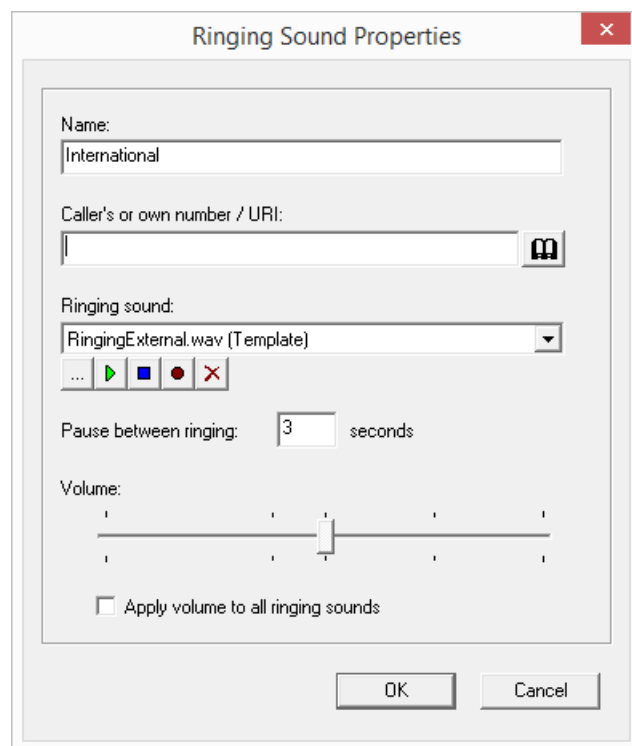 Ringing Sound Properties
Name:
International
Caller's or own number / URI:
Ringing sound:
RingingExternal.wav (Template)
...
Pause between ringing: 3 seconds
Volume:
Apply volume to all ringing sounds
OK Cancel